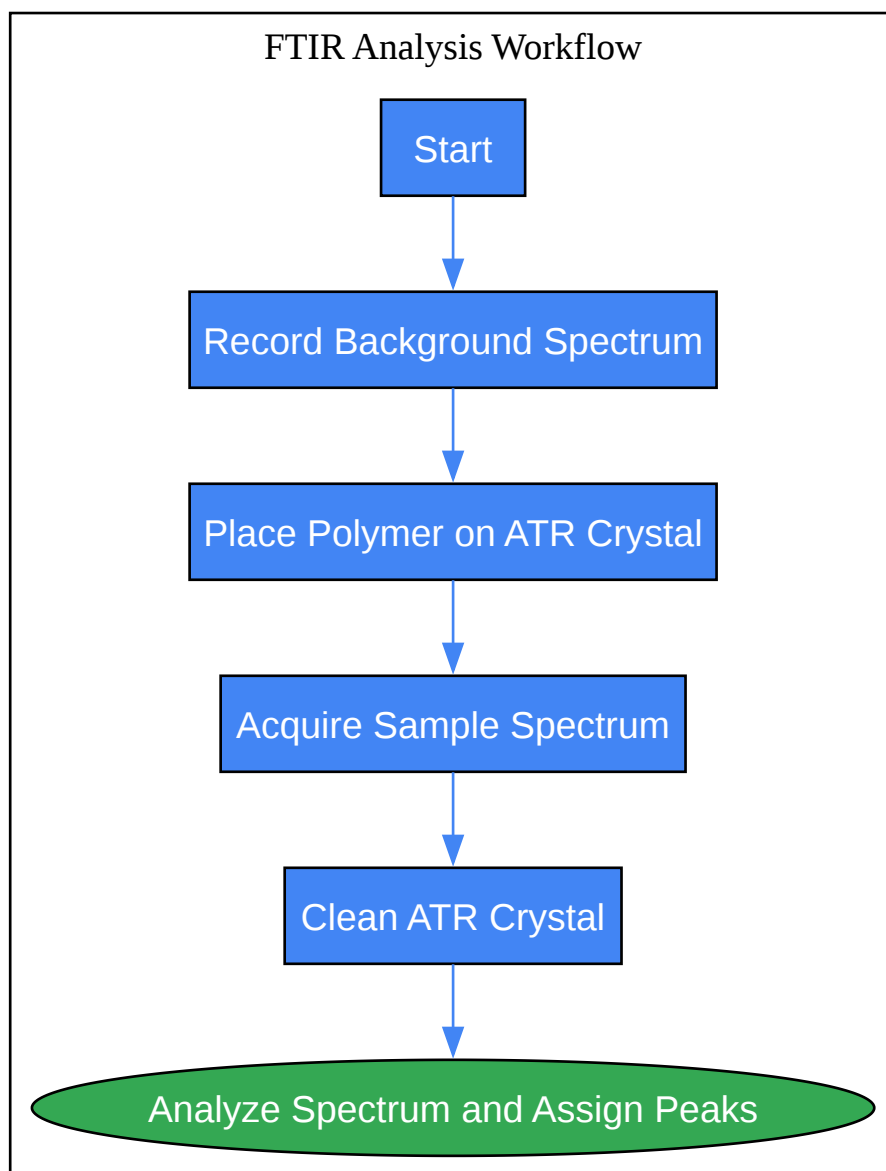 FTIR Analysis Workflow
Start
Record Background Spectrum
Place Polymer on ATR Crystal
Acquire Sample Spectrum
Clean ATR Crystal
Analyze Spectrum and Assign Peaks